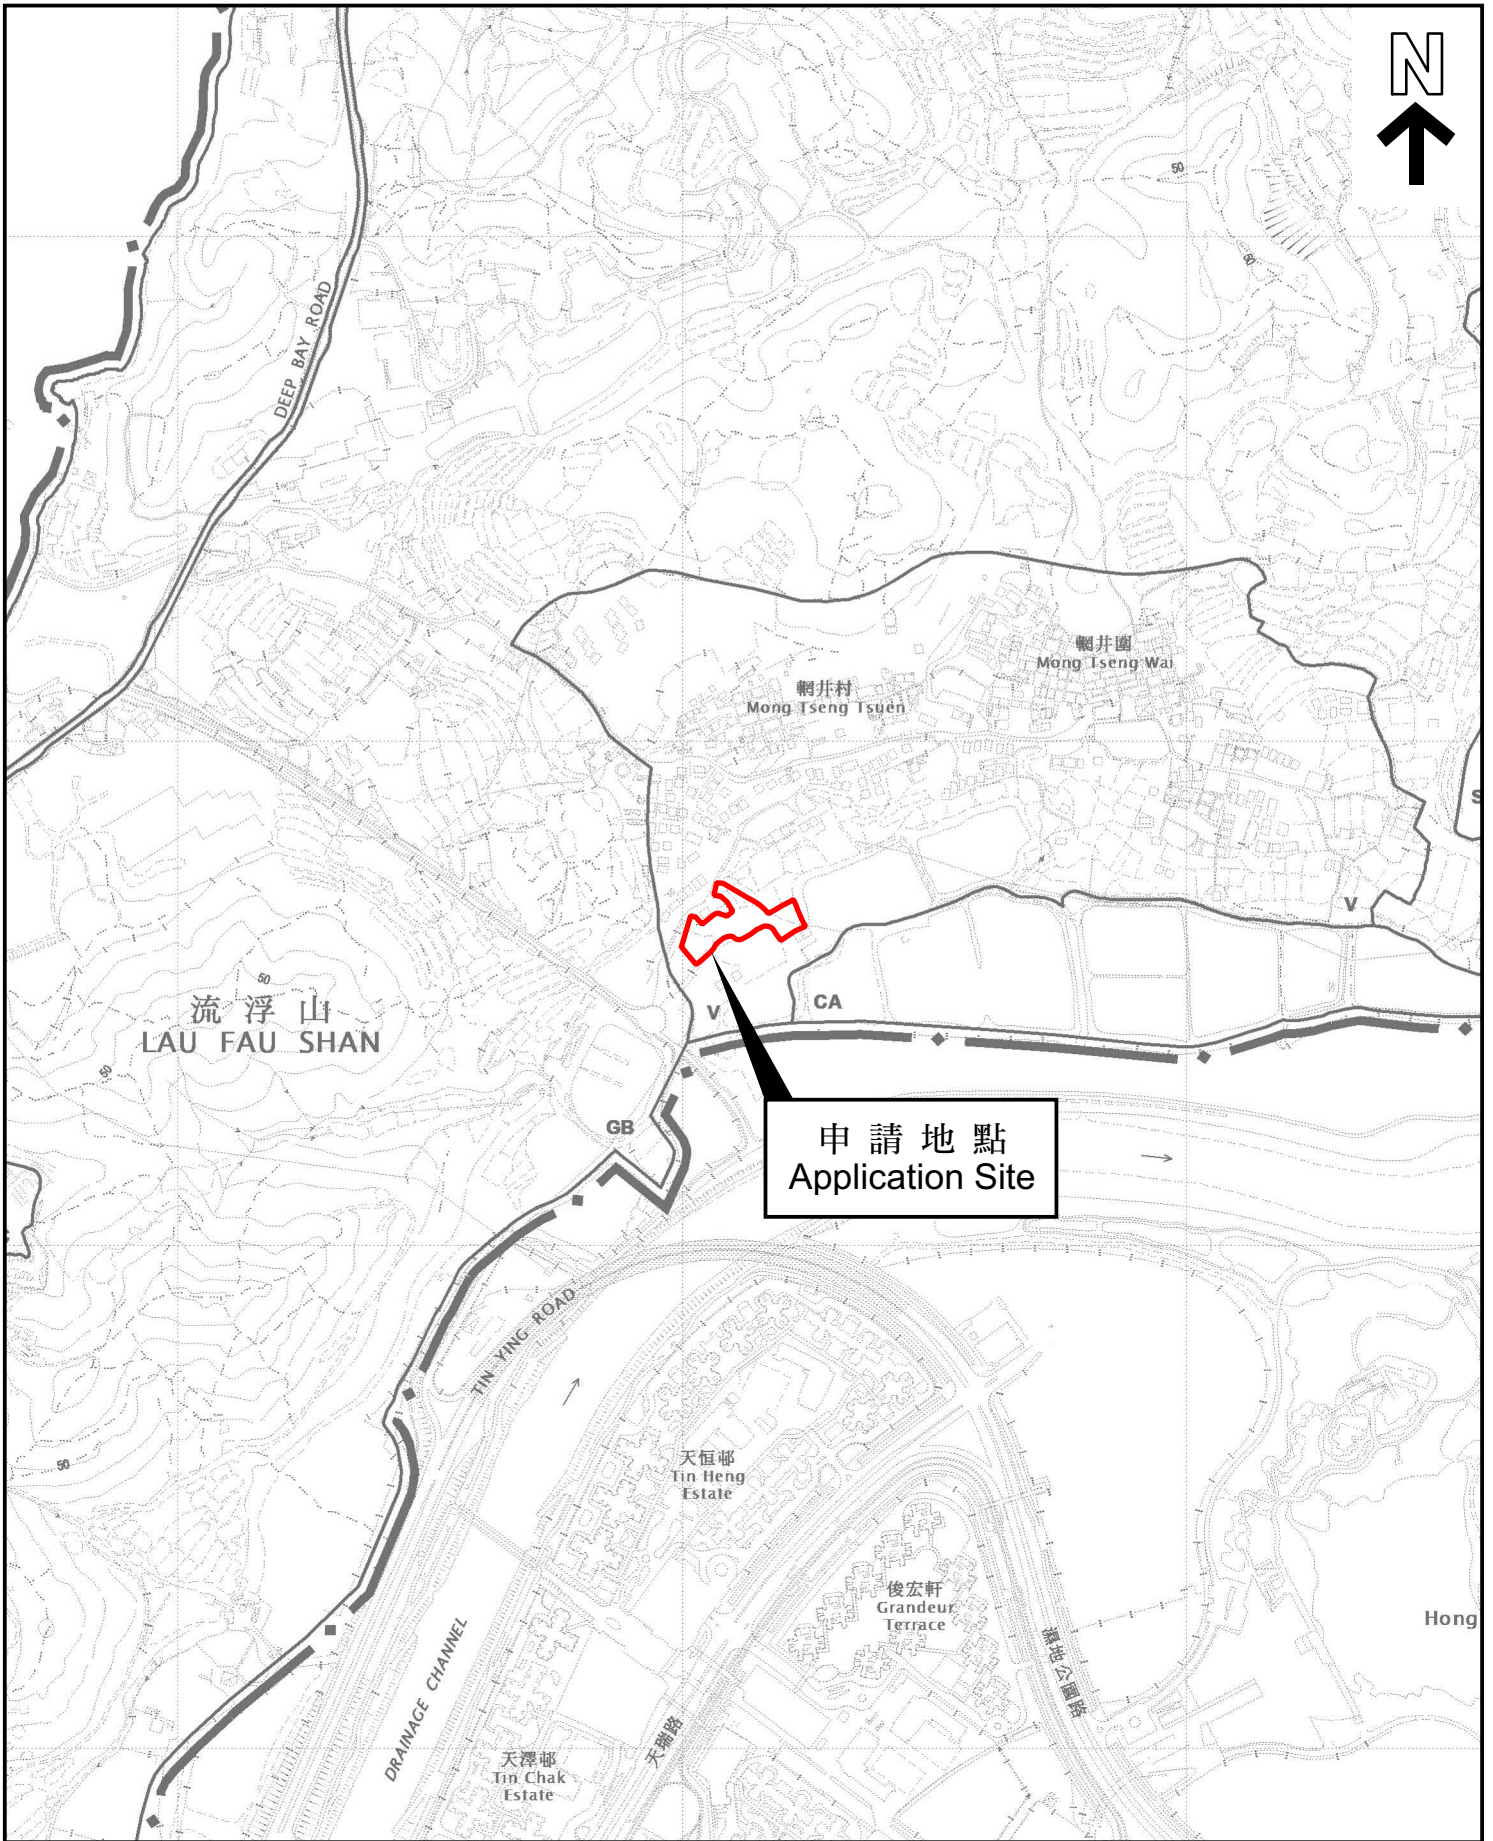 N
50
50
DEEP BAY ROAD
輞井圍
Mong Tseng Wai
輞井村
Mong Tseng Tsuen
S
V
50
流浮山
LAU FAU SHAN
50
V
CA
GB
申請地點
Application Site
TIN YING ROAD
天恒邨
Tin Heng
Estate
50
俊宏軒
Grandeur
Terrace
Hong
濕地公園路
DRAINAGE CHANNEL
天瑞路
天澤邨
Tin Chak
Estate